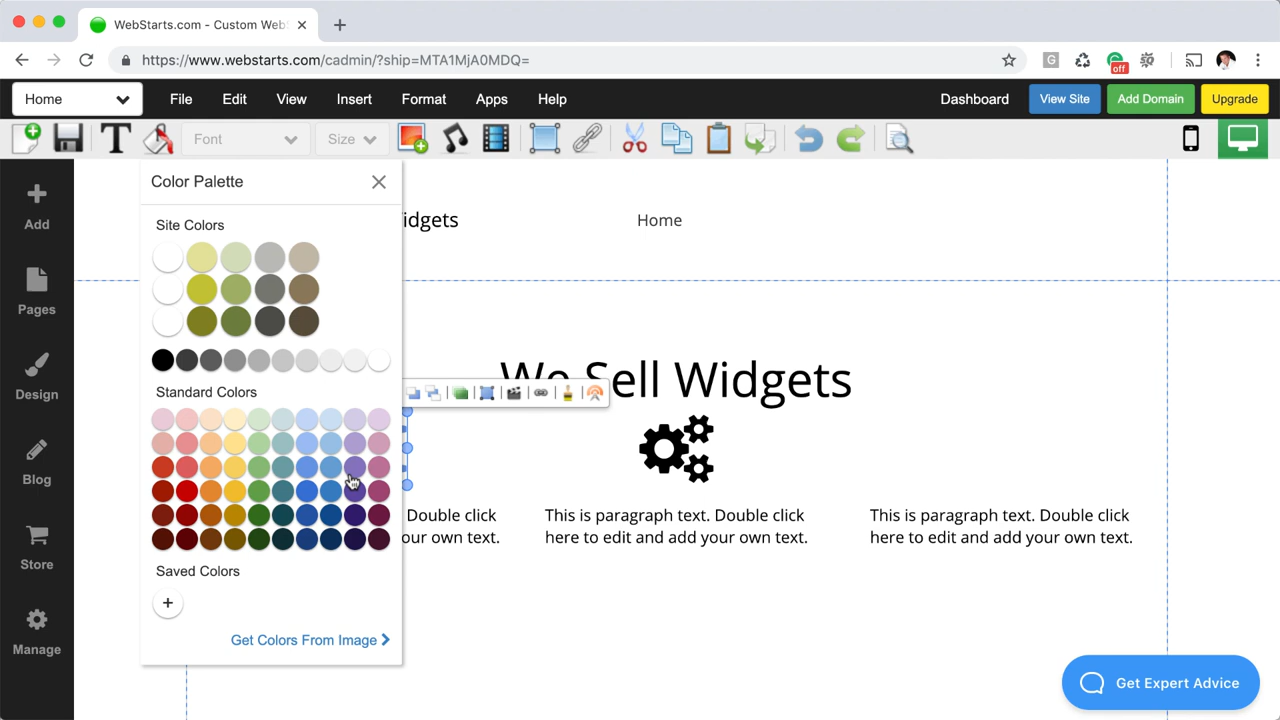 WebStarts.com - Custom Web
https://www.webstarts.com/cadmin/?ship=MTA1MjA0MDQ=
G
off
Home
File
Edit
View
Insert
Format
Apps
Help
Dashboard
View Site
Add Domain
Upgrade
T
Font
Size
Add
Pages
Design
Blog
Store
Manage
Color Palette
Site Colors
Standard Colors
Saved Colors
Get Colors From Image
idgets
Home
We Sell Widgets
Double click
our own text.
This is paragraph text. Double click
here to edit and add your own text.
This is paragraph text. Double click
here to edit and add your own text.
Get Expert Advice